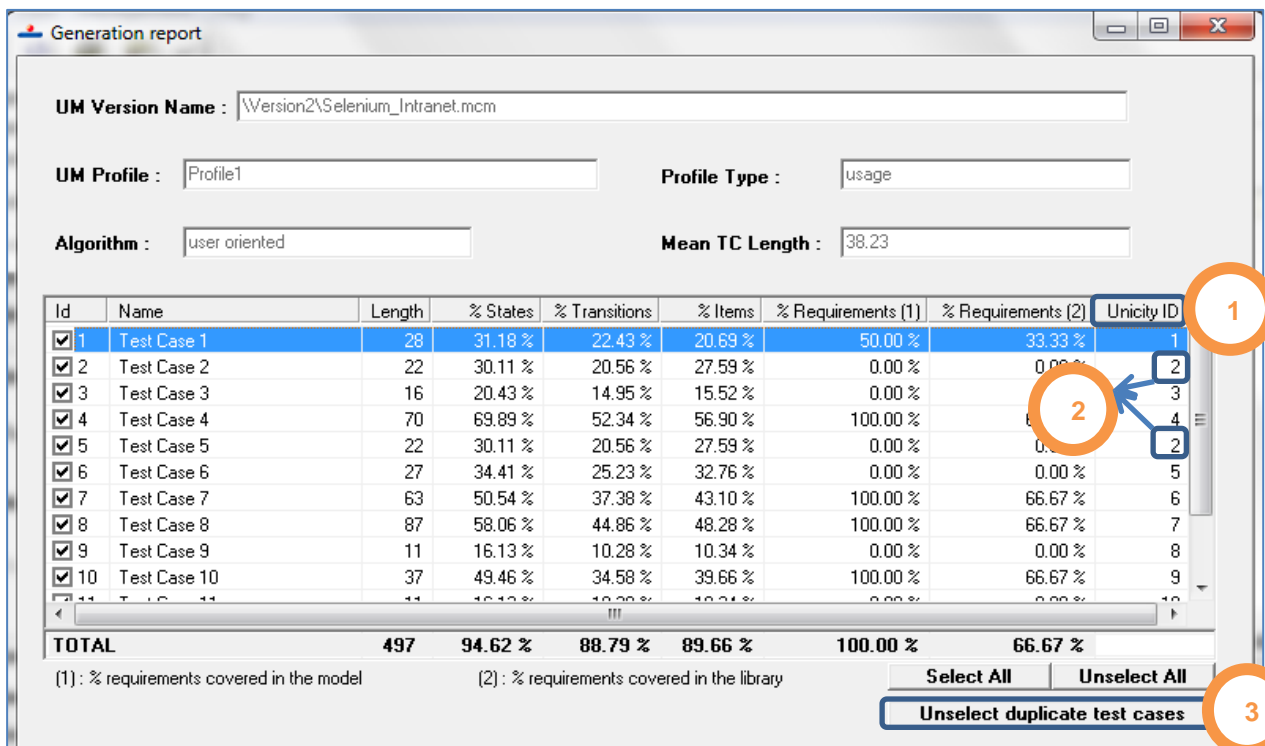 Generation report
UM Version Name : \Version2\Selenium_Intranet.mcm
UM Profile : Profile1 Profile Type : usage
Algorithm : user oriented Mean TC Length : 38.23
Id Name Length % States % Transitions % Items % Requirements (1) % Requirements (2) Unicity ID 1
1 Test Case 1 28 31.18 % 22.43 % 20.69 % 50.00 % 33.33 % 1
2 Test Case 2 22 30.11 % 20.56 % 27.59 % 0.00 % 2
3 Test Case 3 16 20.43 % 14.95 % 15.52 % 0.00 % 3
2
4 Test Case 4 70 69.89 % 52.34 % 56.90 % 100.00 % 4
5 Test Case 5 22 30.11 % 20.56 % 27.59 % 0.00 % 2
6 Test Case 6 27 34.41 % 25.23 % 32.76 % 0.00 % 0.00 % 5
7 Test Case 7 63 50.54 % 37.38 % 43.10 % 100.00 % 66.67 % 6
8 Test Case 8 87 58.06 % 44.86 % 48.28 % 100.00 % 66.67 % 7
9 Test Case 9 11 16.13 % 10.28 % 10.34 % 0.00 % 0.00 % 8
10 Test Case 10 37 49.46 % 34.58 % 39.66 % 100.00 % 66.67 % 9
TOTAL 497 94.62 % 88.79 % 89.66 % 100.00 % 66.67 %
(1) : % requirements covered in the model (2) : % requirements covered in the library Select All Unselect All
Unselect duplicate test cases 3